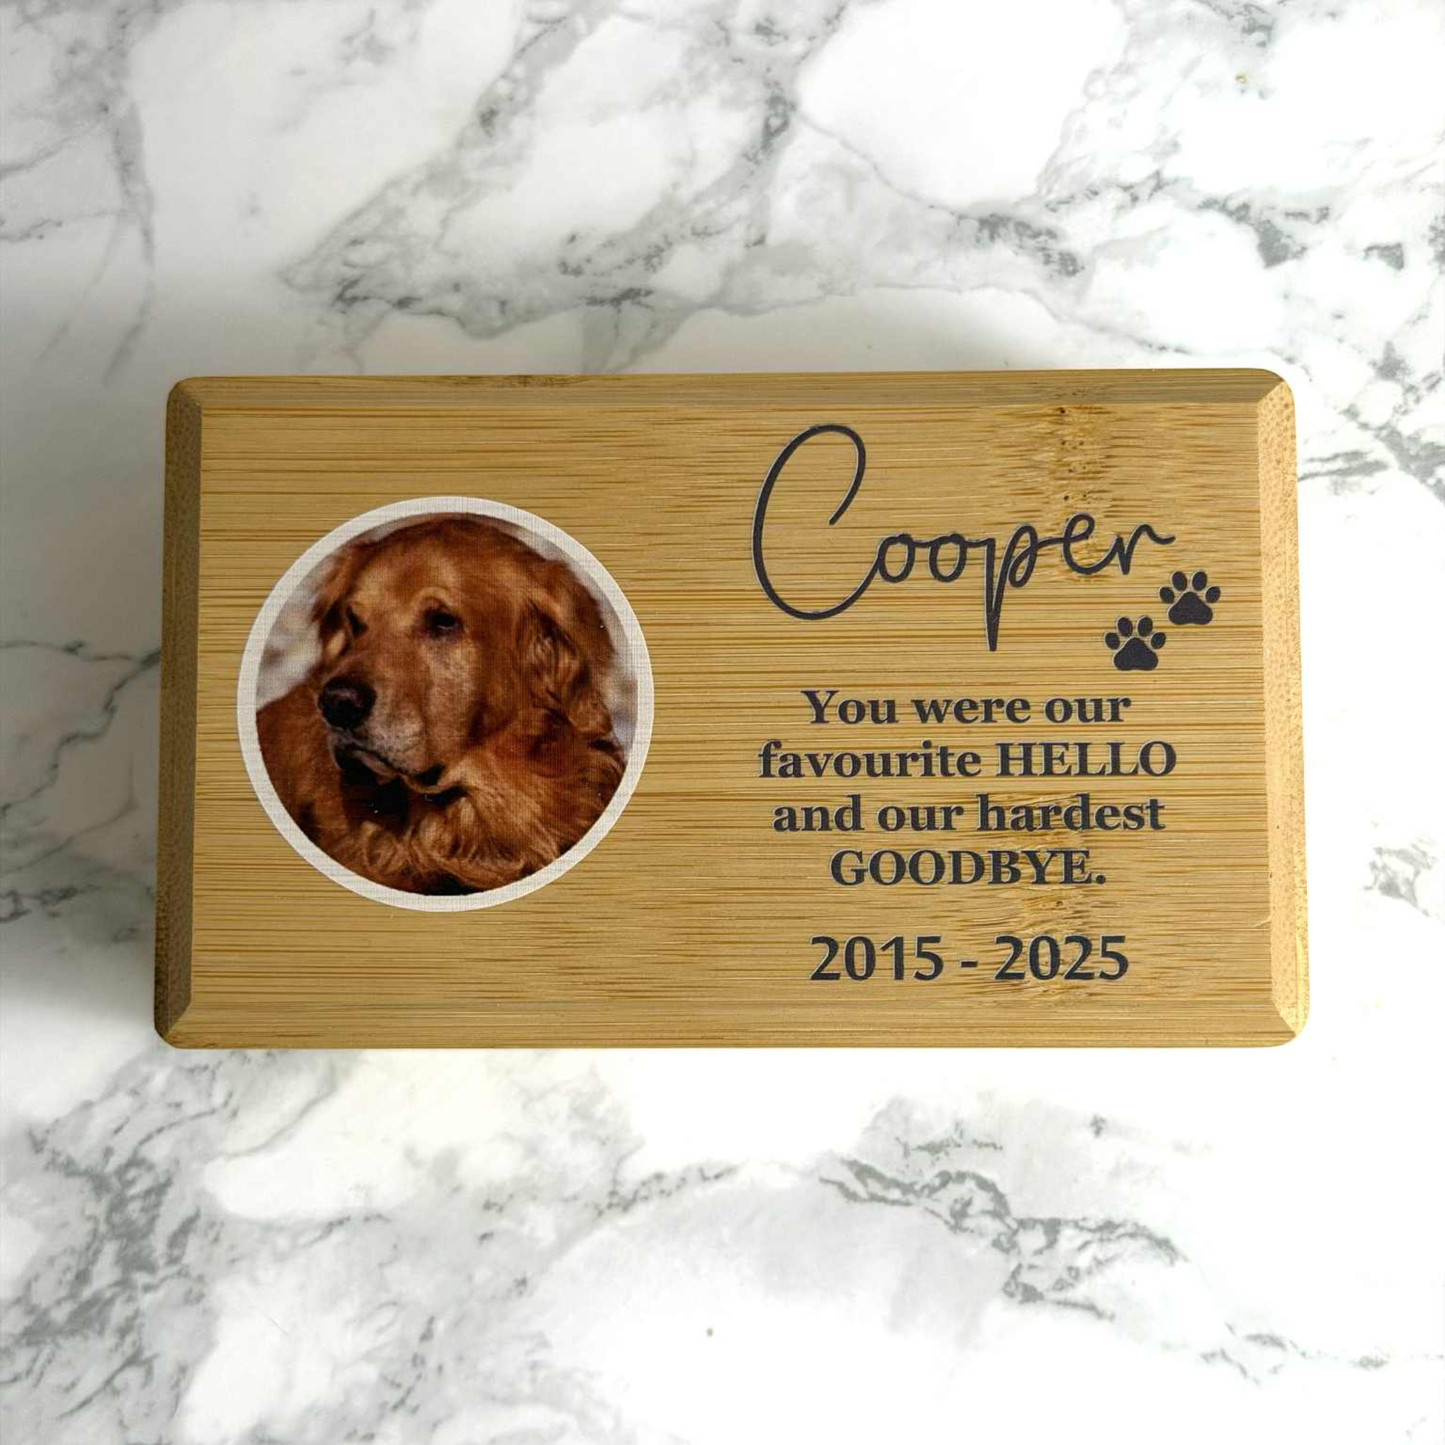 Cooper
You were our
favourite HELLO
and our hardest
GOODBYE.
2015 - 2025